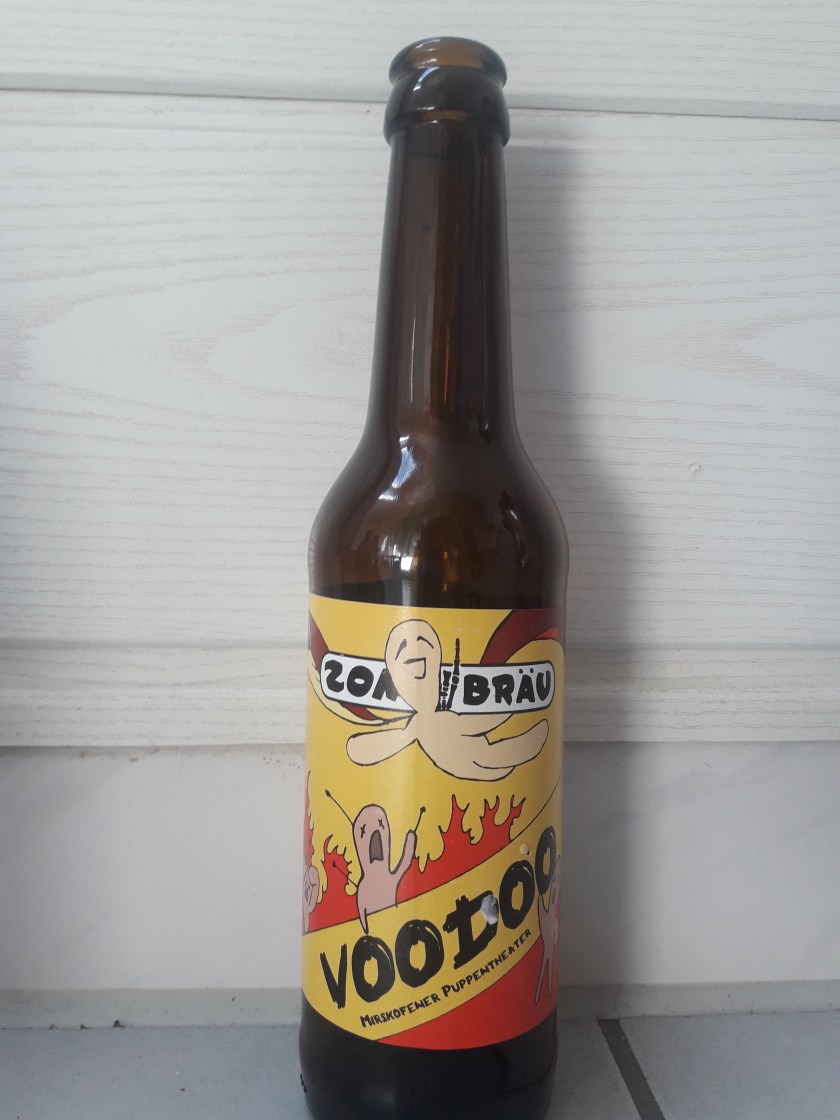 ZOM BRÄU
VOODOO
MIRSKOFENER PUPPENTHEATER